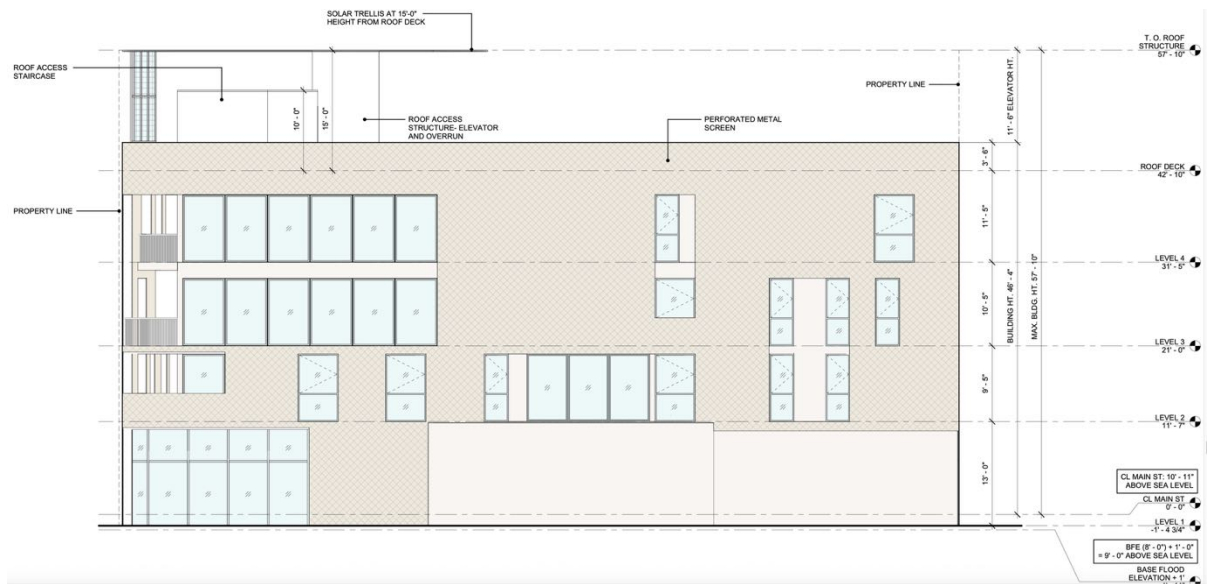 SOLAR TRELLIS AT 15'-0"
HEIGHT FROM ROOF DECK
T. O. ROOF
STRUCTURE
57' - 10"
ROOF ACCESS
STAIRCASE
PROPERTY LINE
11' - 6" ELEVATOR HT.
10' - 0"
15' - 0"
ROOF ACCESS
STRUCTURE- ELEVATOR
AND OVERRUN
PERFORATED METAL
SCREEN
3' - 6"
ROOF DECK
42' - 10"
PROPERTY LINE
11' - 5"
LEVEL 4
31' - 5"
BUILDING HT. 46' - 4"
MAX. BLDG. HT. 57' - 10"
10' - 5"
LEVEL 3
21' - 0"
9' - 5"
LEVEL 2
11' - 7"
13' - 0"
CL MAIN ST: 10' - 11"
ABOVE SEA LEVEL
CL MAIN ST
0' - 0"
LEVEL 1
-1' - 4 3/4"
BFE (8' - 0") + 1' - 0"
= 9' - 0" ABOVE SEA LEVEL
BASE FLOOD
ELEVATION + 1'